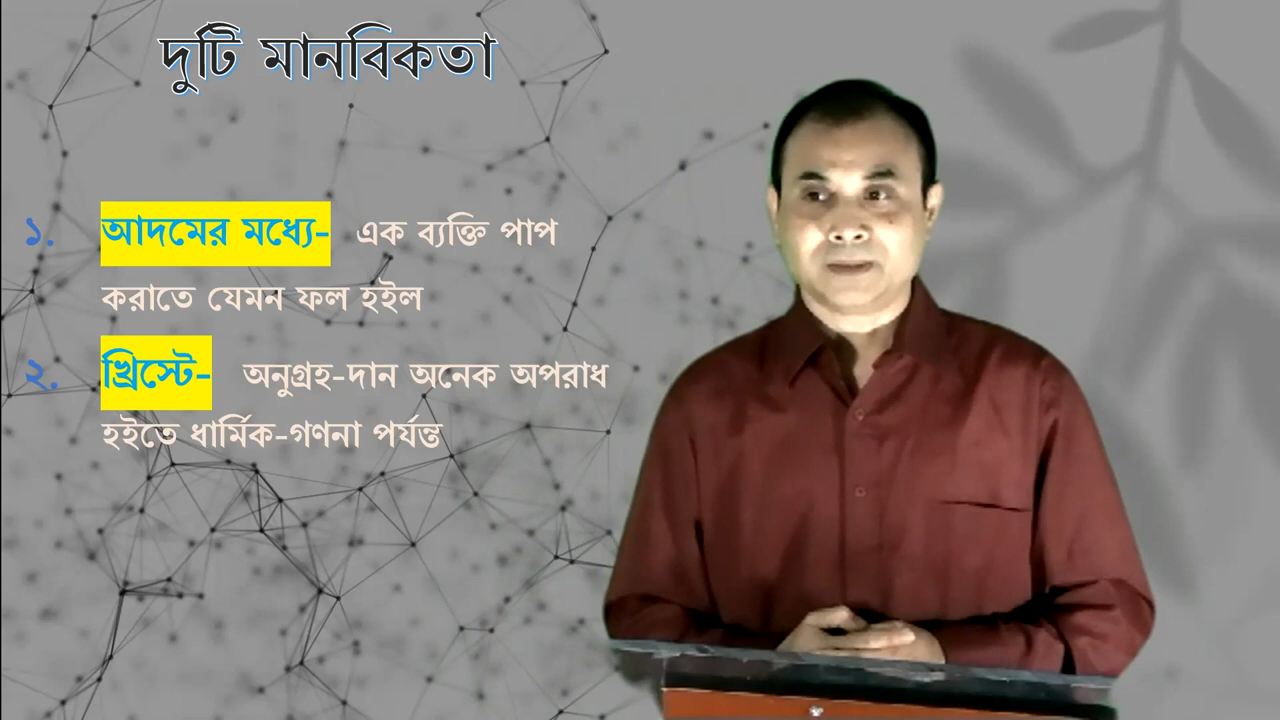 দুটি মানবিকতা
১. আদমের মধ্যে- এক ব্যক্তি পাপ
করাতে যেমন ফল হইল
২. খ্রিস্টে- অনুগ্রহ-দান অনেক অপরাধ
হইতে ধার্মিক-গণনা পর্যন্ত